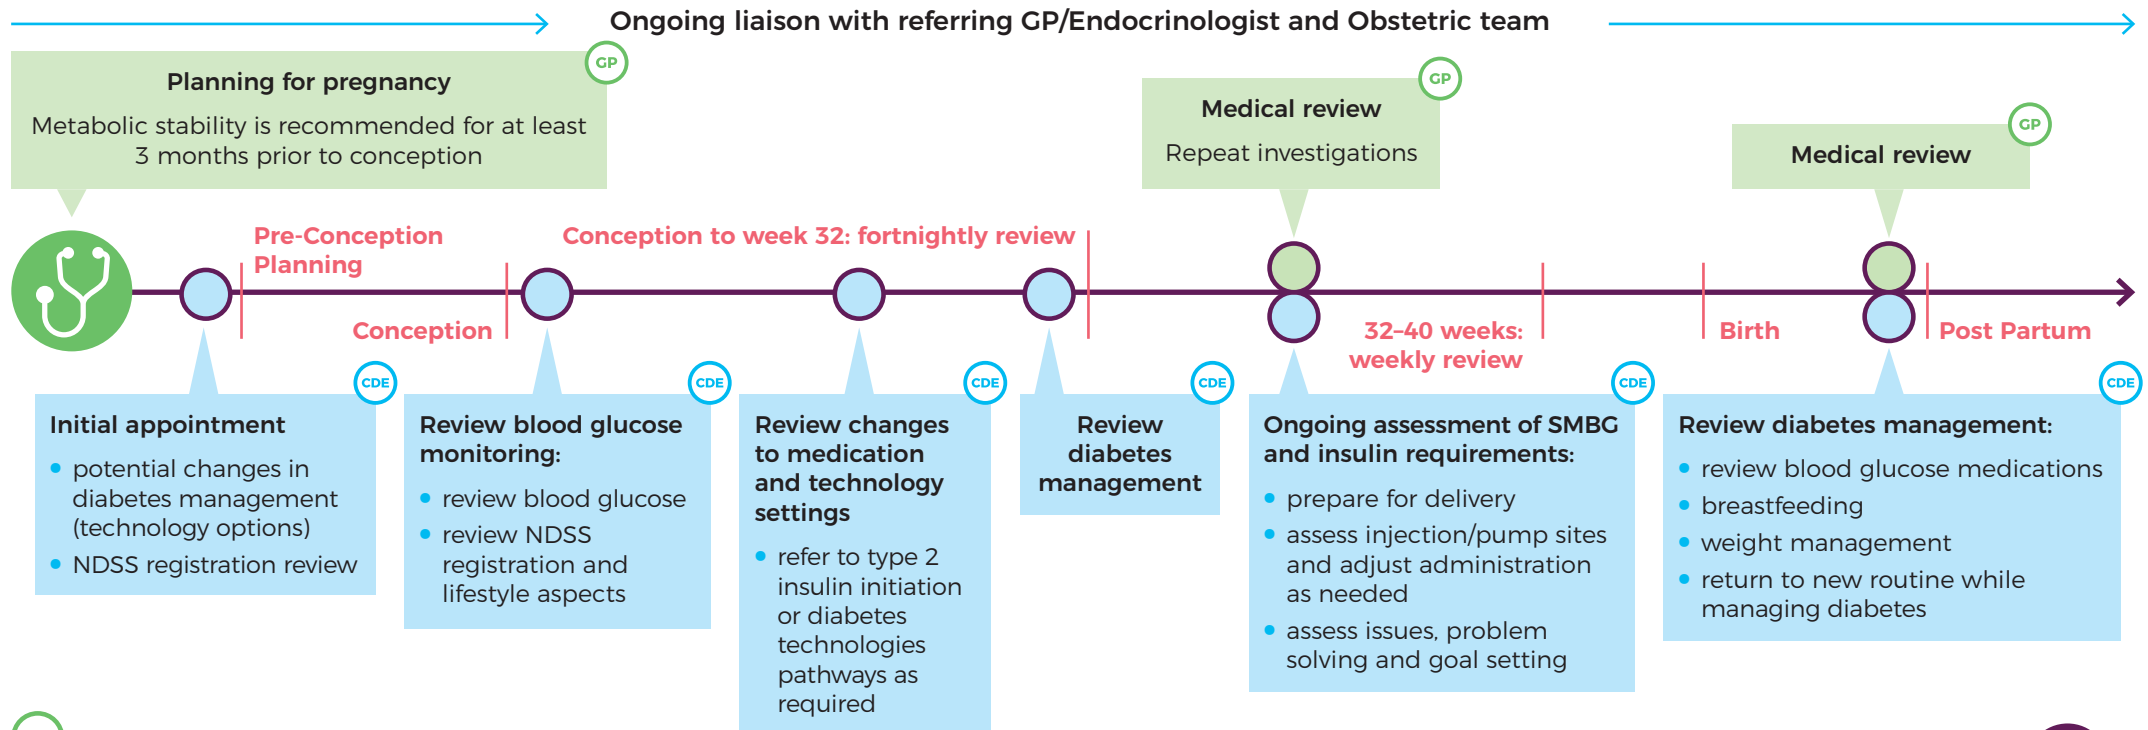 Ongoing liaison with referring GP/Endocrinologist and Obstetric team
GP
Planning for pregnancy
Metabolic stability is recommended for at least
3 months prior to conception
GP
Medical review
Repeat investigations
GP
Medical review
Pre-Conception
Planning
Conception
Conception to week 32: fortnightly review
32–40 weeks:
weekly review
Birth
Post Partum
CDE
Initial appointment
• potential changes in
diabetes management
(technology options)
• NDSS registration review
CDE
Review blood glucose
monitoring:
• review blood glucose
• review NDSS
registration and
lifestyle aspects
CDE
Review changes
to medication
and technology
settings
• refer to type 2
insulin initiation
or diabetes
technologies
pathways as
required
CDE
Review
diabetes
management
CDE
Ongoing assessment of SMBG
and insulin requirements:
• prepare for delivery
• assess injection/pump sites
and adjust administration
as needed
• assess issues, problem
solving and goal setting
CDE
Review diabetes management:
• review blood glucose medications
• breastfeeding
• weight management
• return to new routine while
managing diabetes